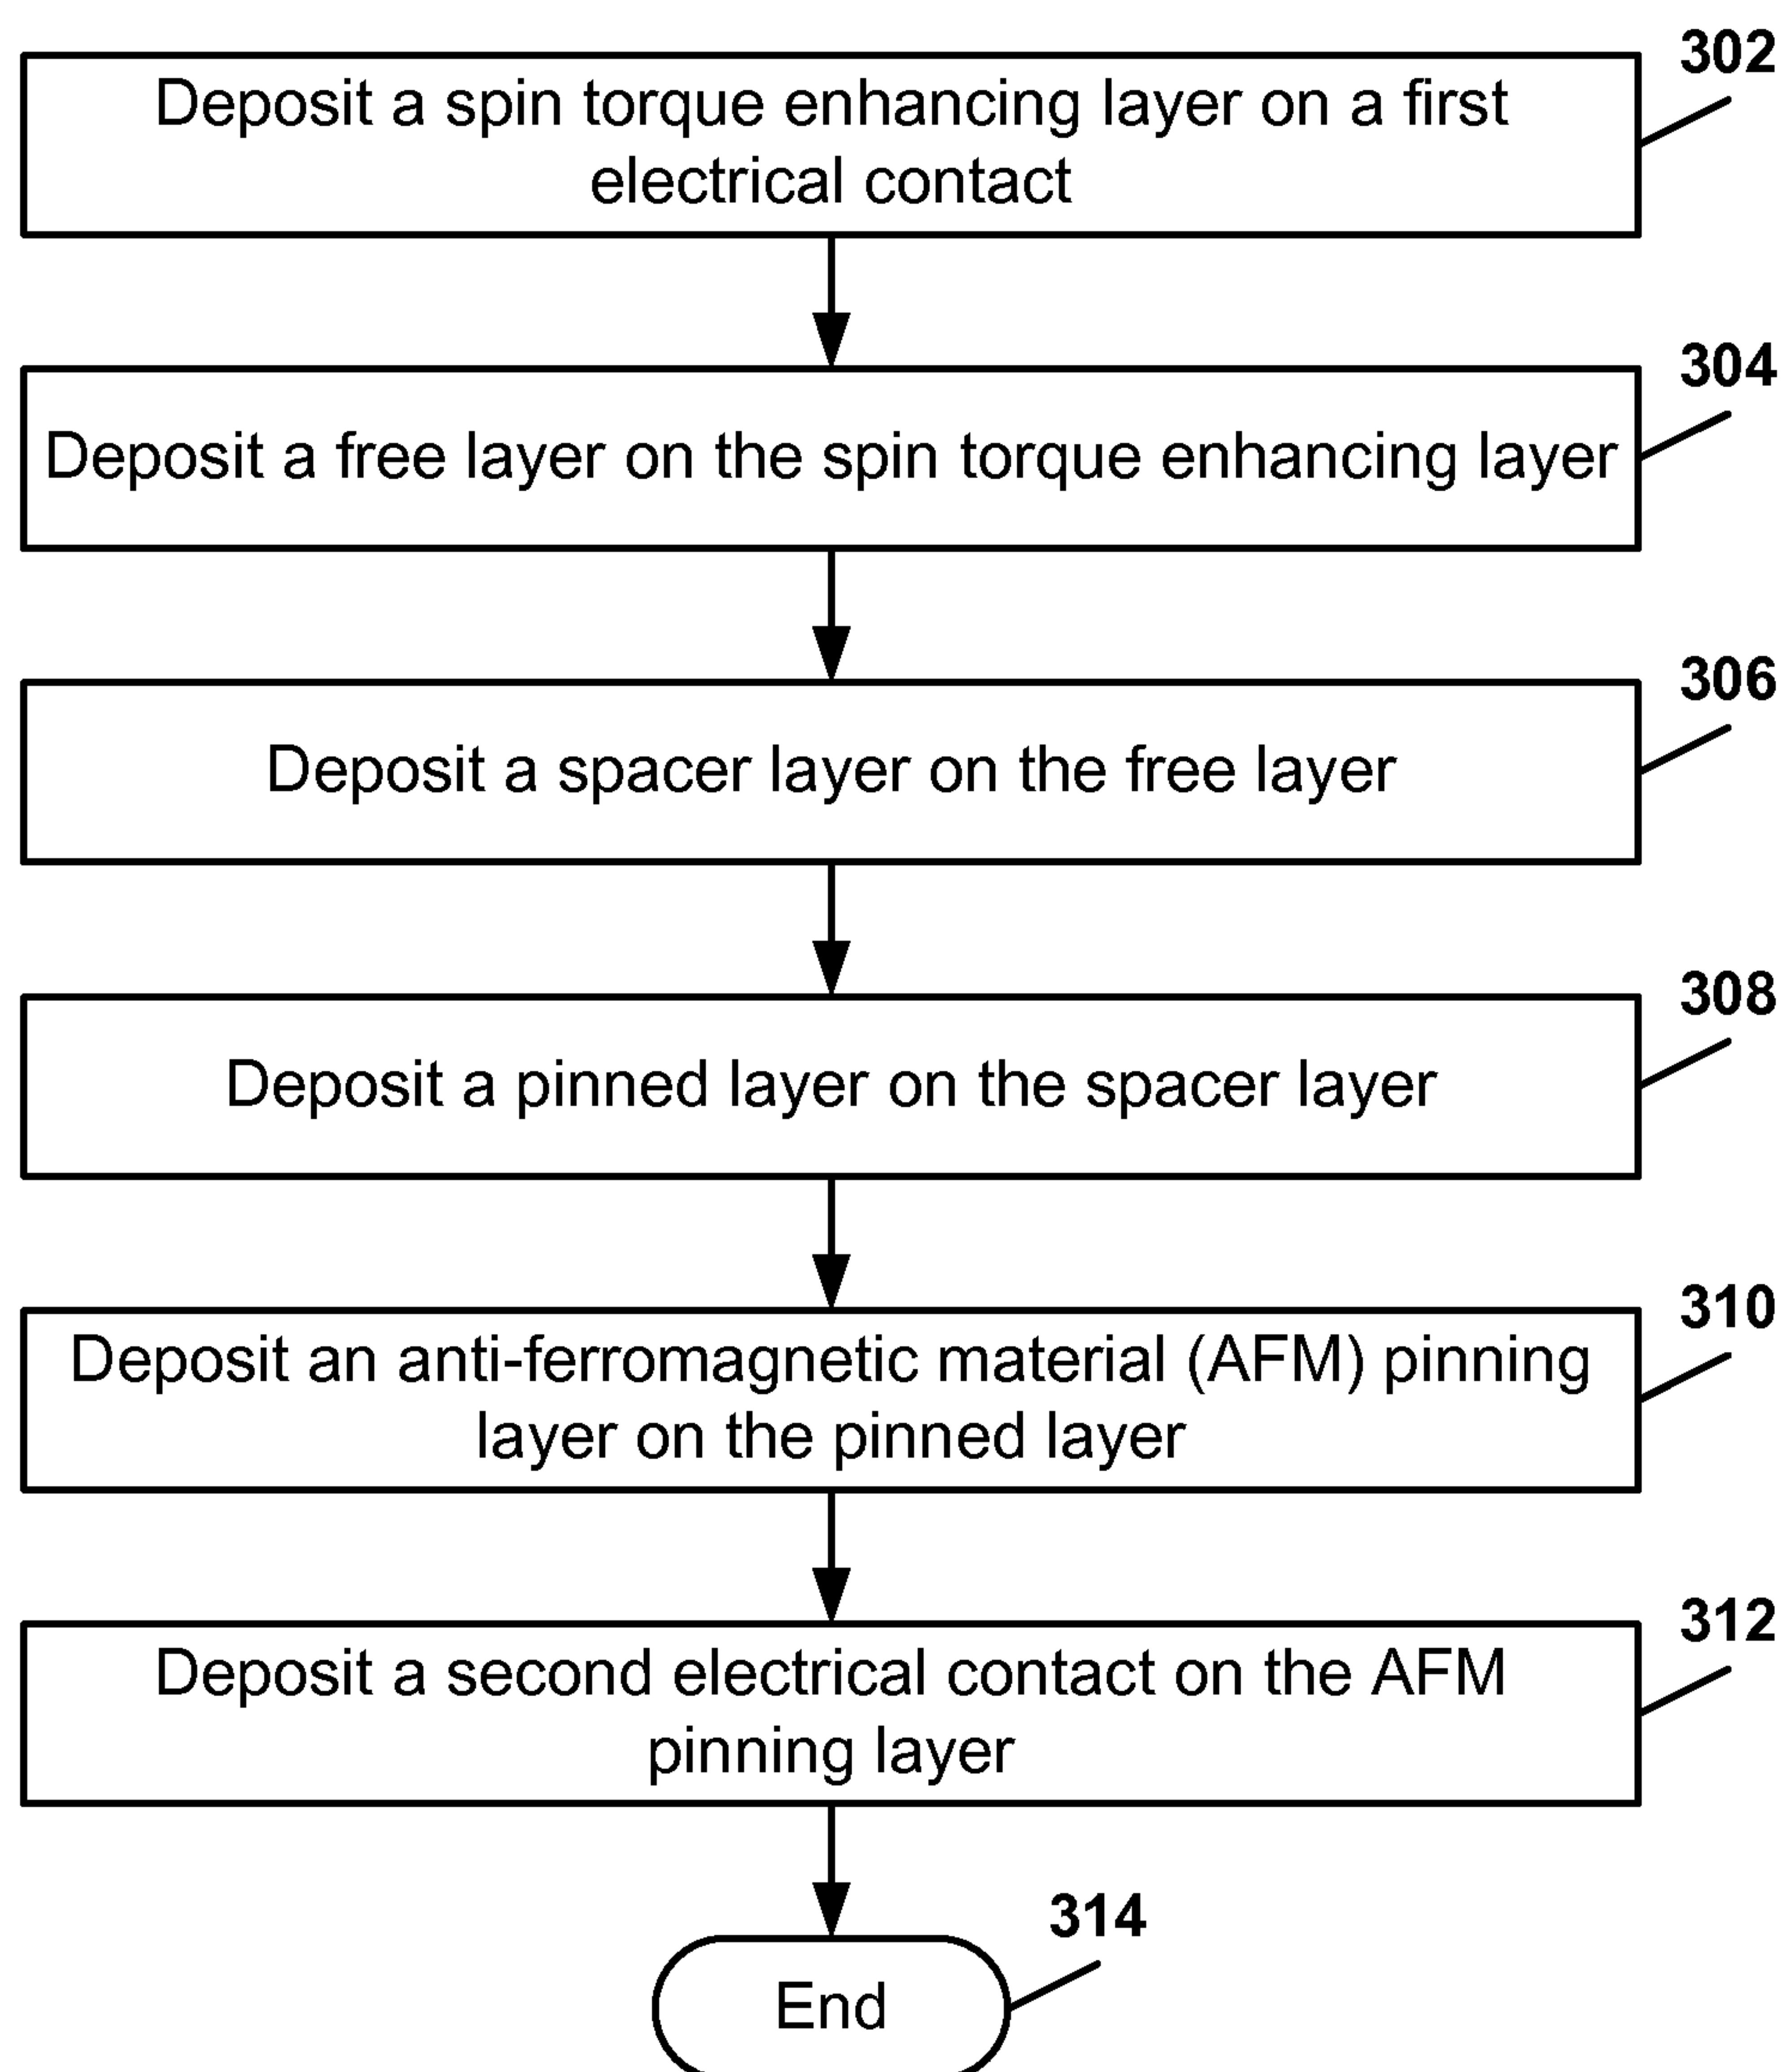 302
Deposit a spin torque enhancing layer on a first
electrical contact
304
Deposit a free layer on the spin torque enhancing layer
306
Deposit a spacer layer on the free layer
308
Deposit a pinned layer on the spacer layer
310
Deposit an anti-ferromagnetic material (AFM) pinning
layer on the pinned layer
312
Deposit a second electrical contact on the AFM
pinning layer
314
End